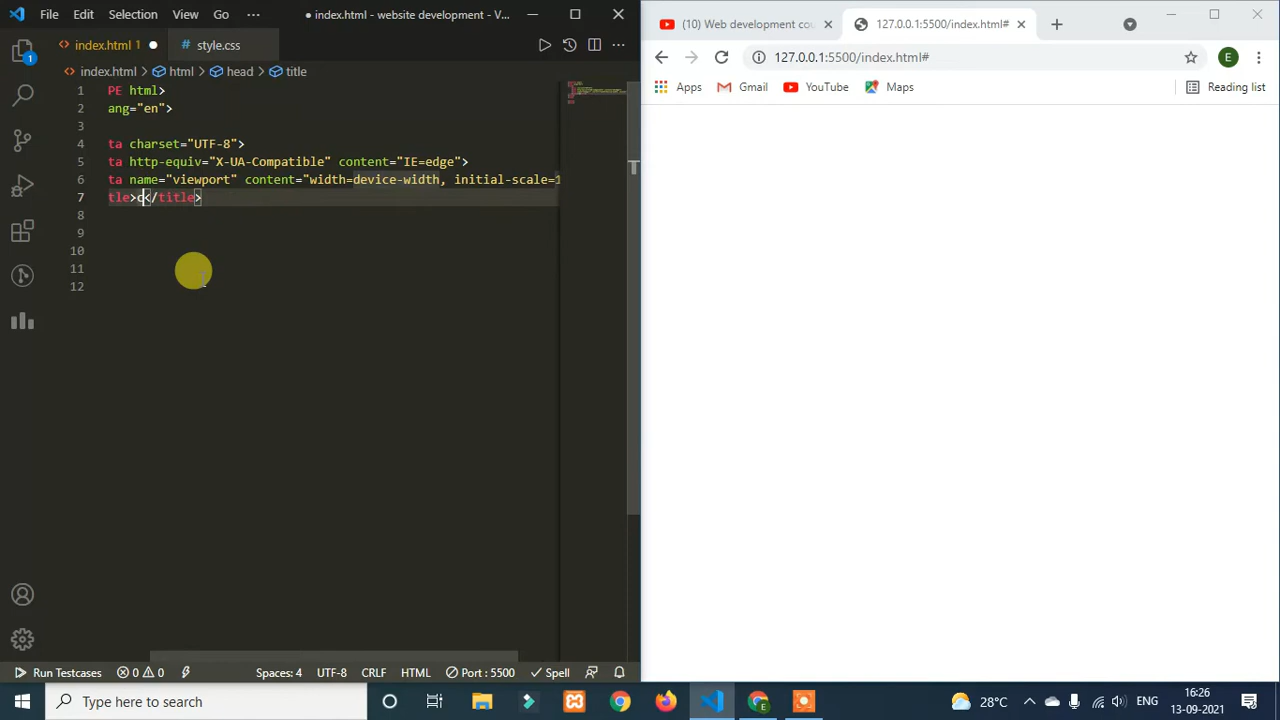 File Edit Selection View Go ··· ● index.html - website development - V...
index.html 1 ● # style.css
index.html > html > head > title
1 PE html>
2 ang="en">
3
4 ta charset="UTF-8">
5 ta http-equiv="X-UA-Compatible" content="IE=edge">
6 ta name="viewport" content="width=device-width, initial-scale=1
7 tle>c</title>
8
9
10
11
12
1
Run Testcases 0 0 Spaces: 4 UTF-8 CRLF HTML Port : 5500 Spell
(10) Web development cou 127.0.0.1:5500/index.html#
127.0.0.1:5500/index.html# E
Apps Gmail YouTube Maps Reading list
Type here to search
28°C ENG 16:26
13-09-2021